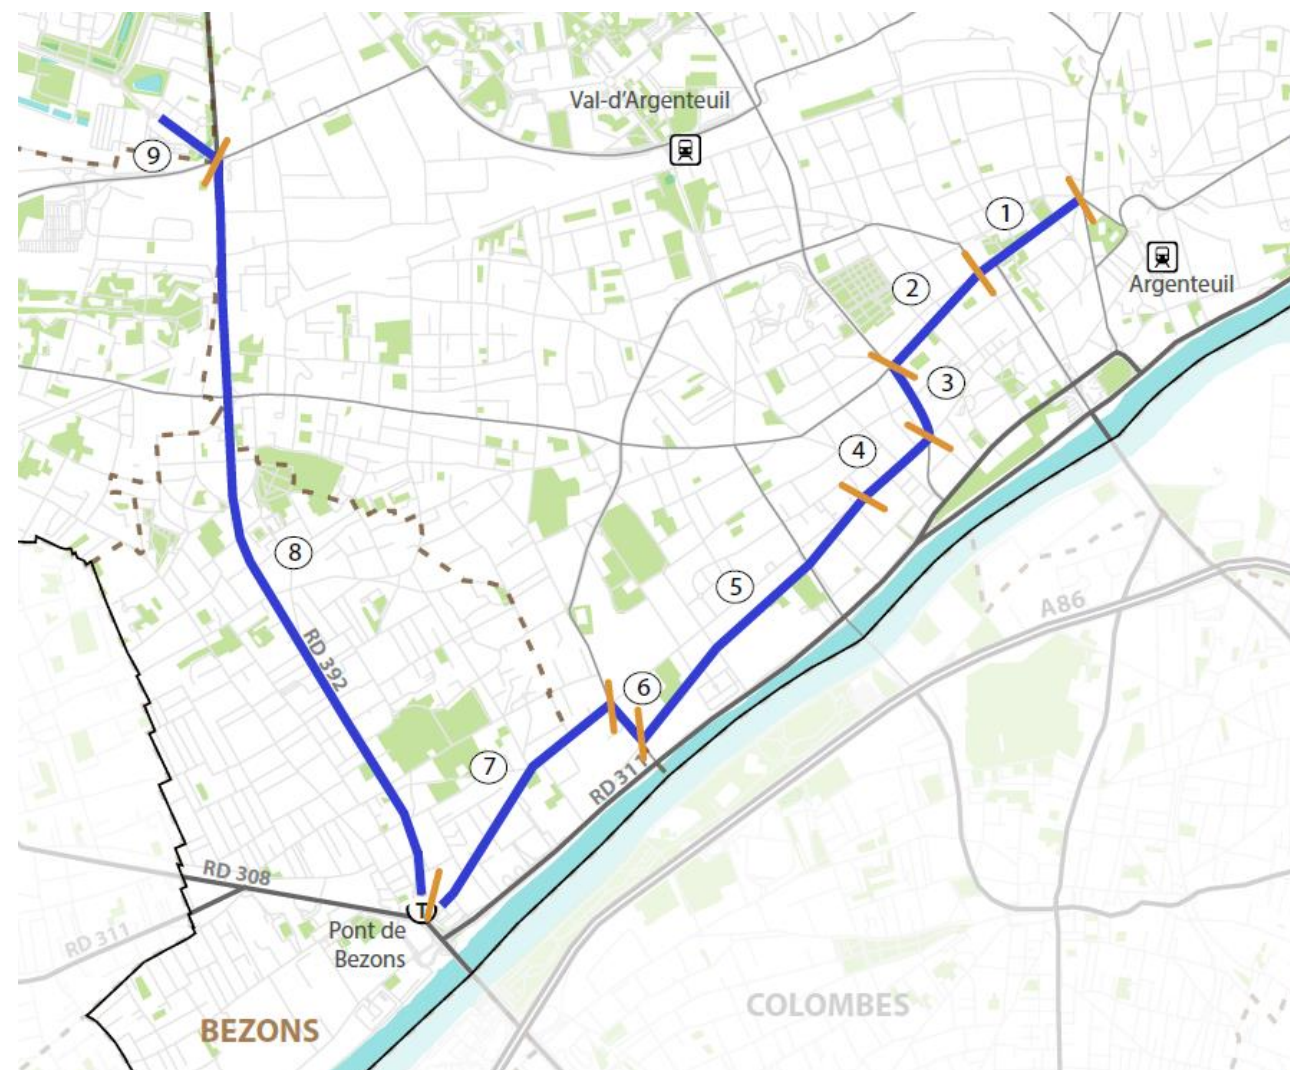 Val-d'Argenteuil
9
1
Argenteuil
2
3
4
8
5
A86
RD 392
6
7
RD 311
RD 308
T
Pont de
Bezons
RD 311
COLOMBES
BEZONS